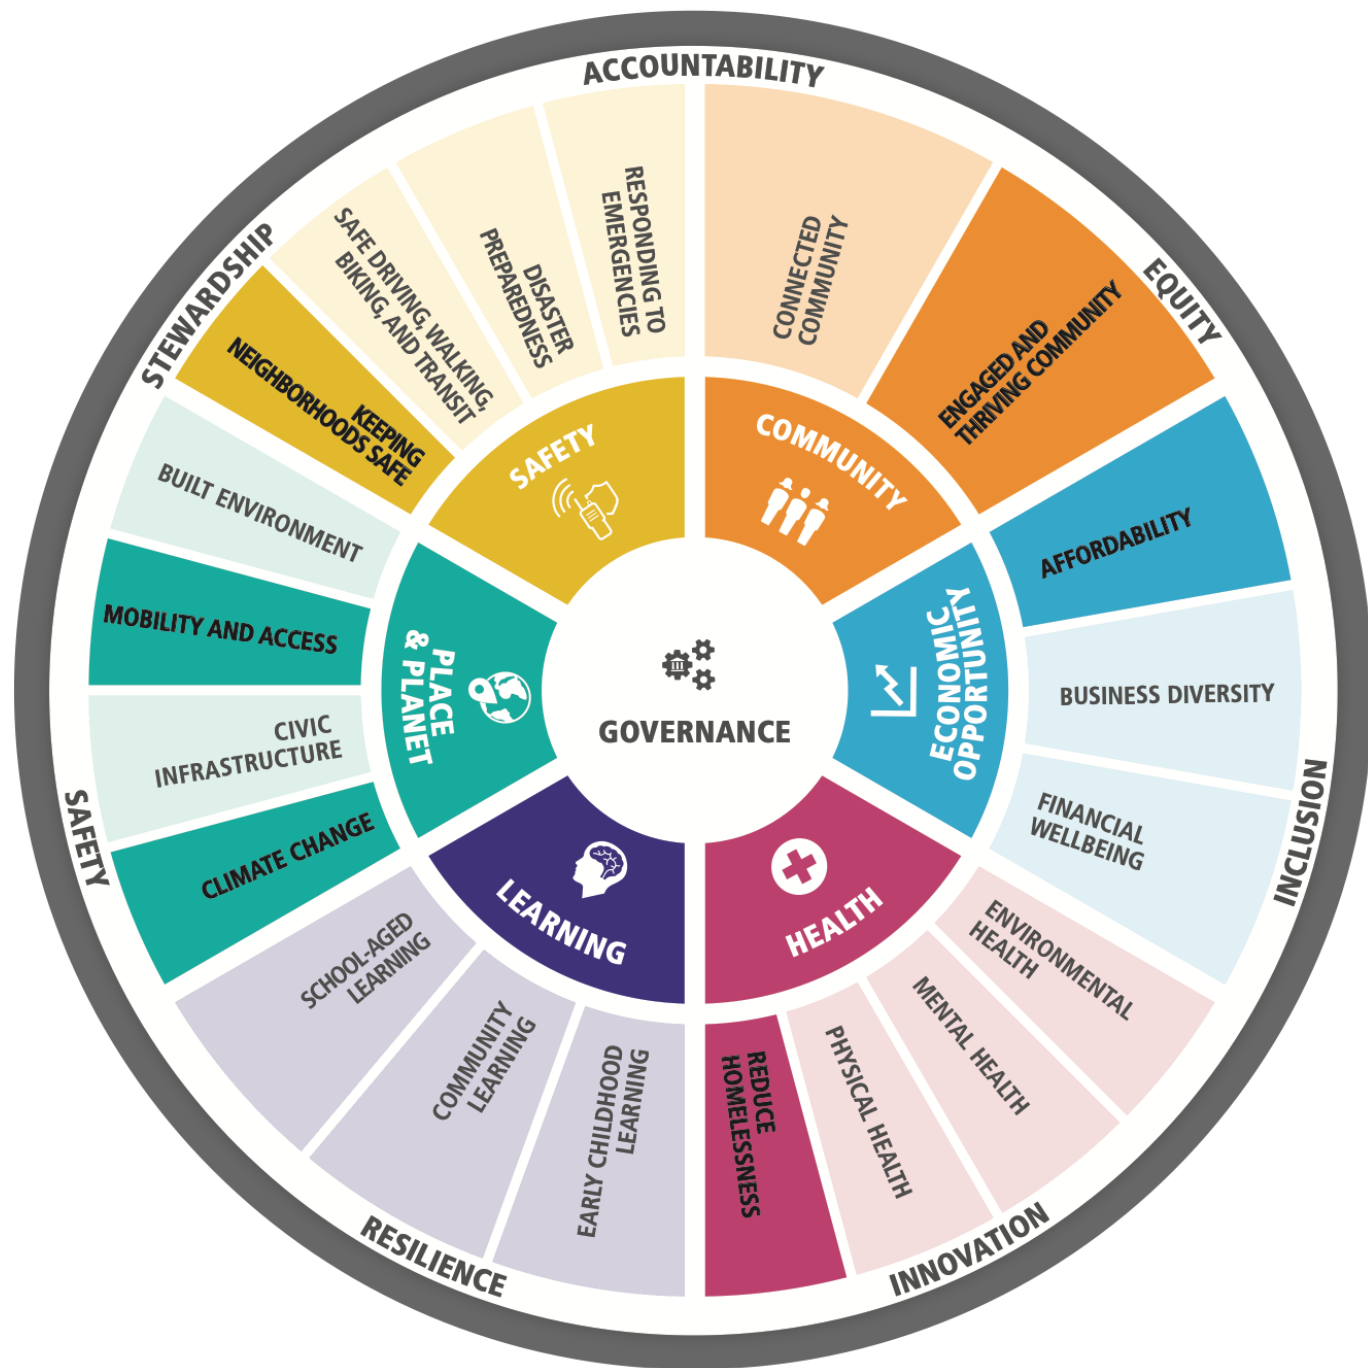 ACCOUNTABILITY
EQUITY
INCLUSION
INNOVATION
RESILIENCE
SAFETY
STEWARDSHIP
CONNECTED
COMMUNITY
ENGAGED AND
THRIVING COMMUNITY
AFFORDABILITY
BUSINESS DIVERSITY
FINANCIAL
WELLBEING
ENVIRONMENTAL
HEALTH
MENTAL HEALTH
PHYSICAL HEALTH
REDUCE
HOMELESSNESS
EARLY CHILDHOOD
LEARNING
COMMUNITY
LEARNING
SCHOOL-AGED
LEARNING
CLIMATE CHANGE
CIVIC
INFRASTRUCTURE
MOBILITY AND ACCESS
BUILT ENVIRONMENT
KEEPING
NEIGHBORHOODS SAFE
SAFE DRIVING, WALKING,
BIKING, AND TRANSIT
DISASTER
PREPAREDNESS
RESPONDING TO
EMERGENCIES
COMMUNITY
ECONOMIC
OPPORTUNITY
HEALTH
LEARNING
PLACE
& PLANET
SAFETY
GOVERNANCE